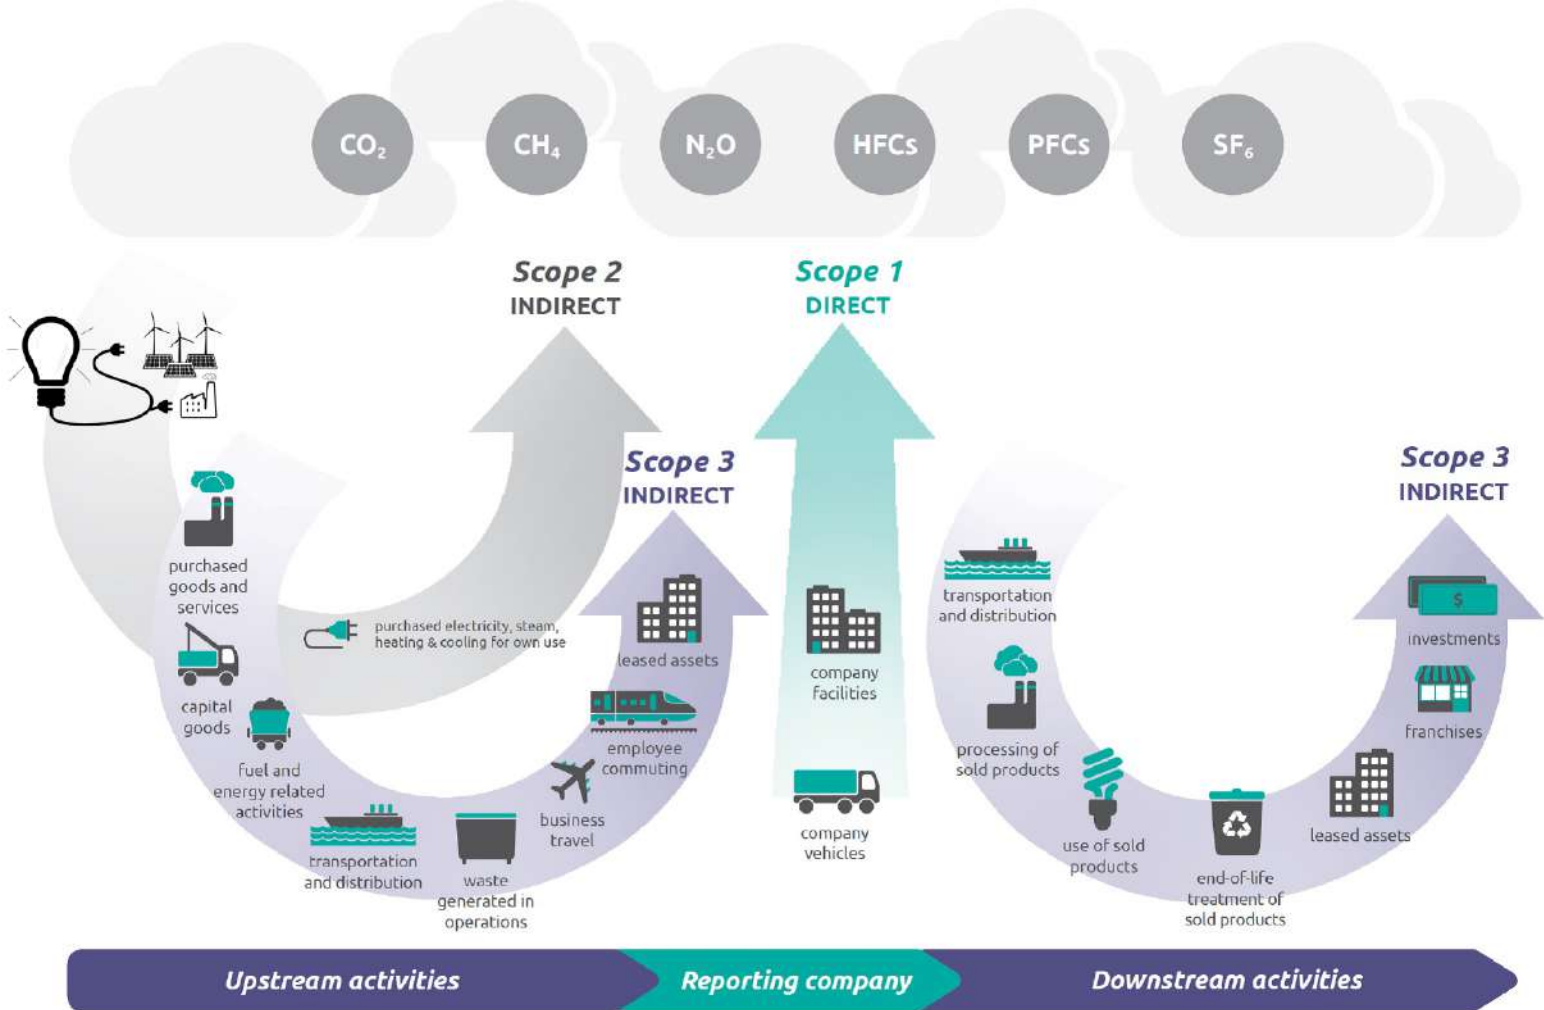 CO₂
CH₄
N₂O
HFCs
PFCs
SF₆
Scope 2
INDIRECT
Scope 1
DIRECT
Scope 3
INDIRECT
Scope 3
INDIRECT
purchased
goods and
services
capital
goods
fuel and
energy related
activities
transportation
and distribution
waste
generated in
operations
business
travel
employee
commuting
leased assets
purchased electricity, steam,
heating & cooling for own use
company
facilities
company
vehicles
transportation
and distribution
processing of
sold products
use of sold
products
end-of-life
treatment of
sold products
leased assets
franchises
$
investments
Upstream activities
Reporting company
Downstream activities